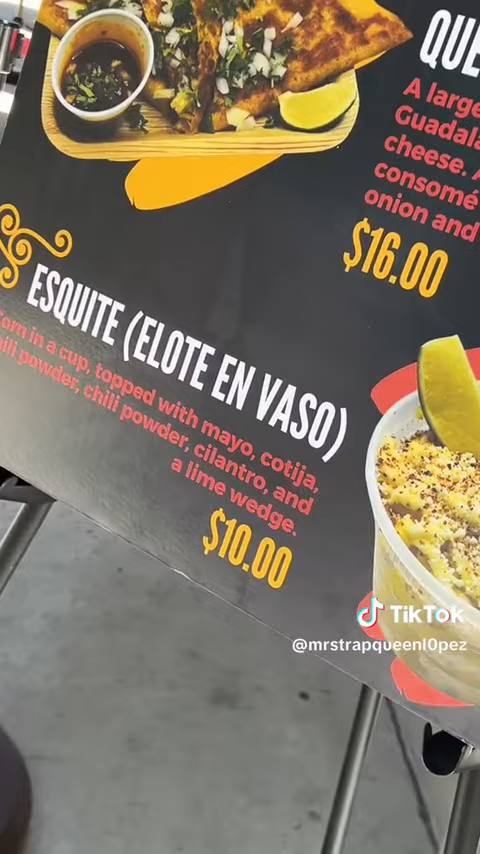 QUE
A large
Guadala
cheese. A
consomé
onion and
$16.00
ESQUITE (ELOTE EN VASO)
Corn in a cup, topped with mayo, cotija,
chili powder, chili powder, cilantro, and
a lime wedge.
$10.00
TikTok
@mrstrapqueenl0pez